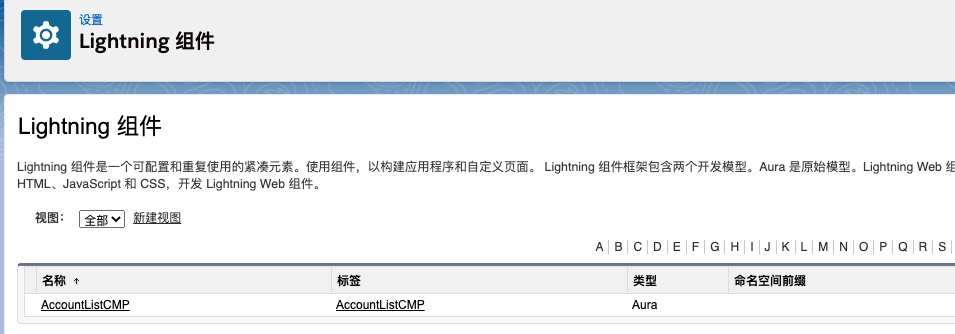 设置
Lightning 组件
Lightning 组件
Lightning 组件是一个可配置和重复使用的紧凑元素。使用组件，以构建应用程序和自定义页面。 Lightning 组件框架包含两个开发模型。Aura 是原始模型。Lightning Web 组
HTML、JavaScript 和 CSS，开发 Lightning Web 组件。
视图： 全部 新建视图
A B C D E F G H I J K L M N O P Q R S
名称 ↑ 标签 类型 命名空间前缀
AccountListCMP AccountListCMP Aura